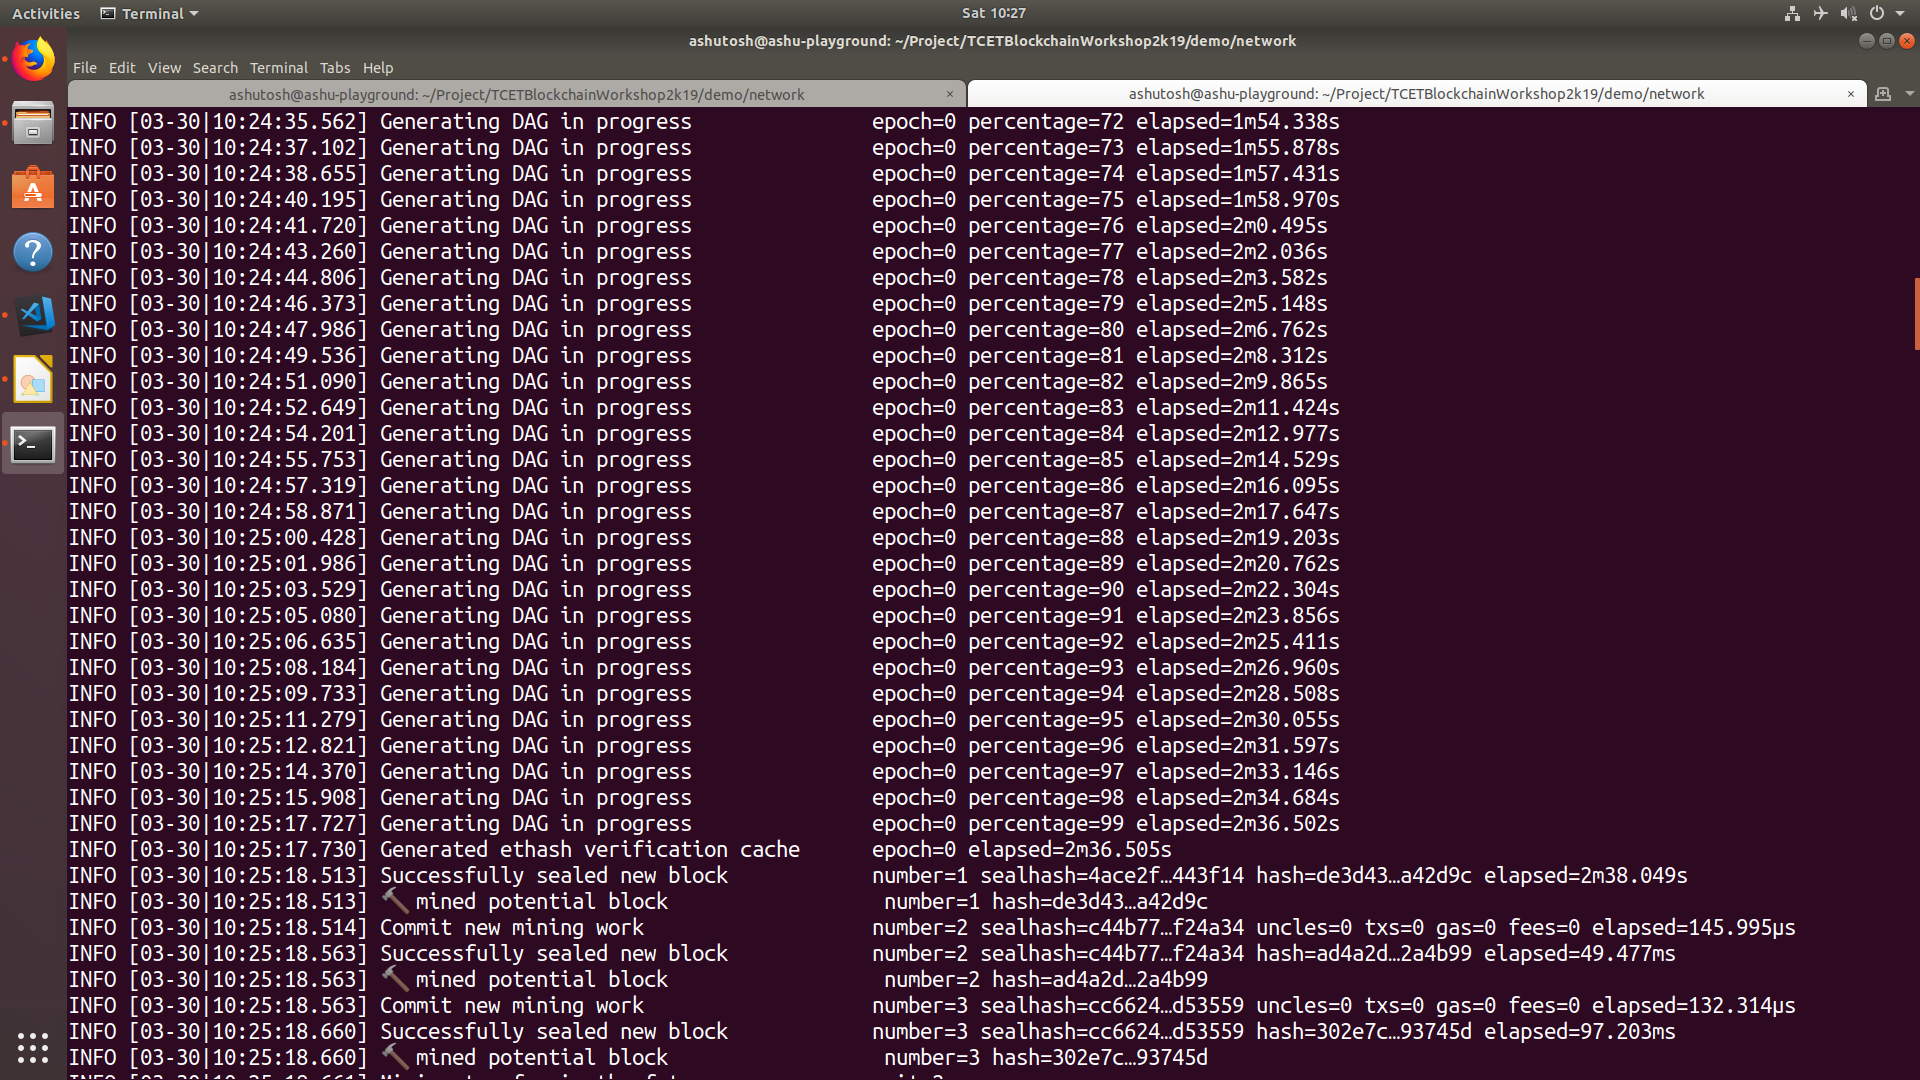 Activities Terminal Sat 10:27
ashutosh@ashu-playground: ~/Project/TCETBlockchainWorkshop2k19/demo/network
File Edit View Search Terminal Tabs Help
ashutosh@ashu-playground: ~/Project/TCETBlockchainWorkshop2k19/demo/network × ashutosh@ashu-playground: ~/Project/TCETBlockchainWorkshop2k19/demo/network ×
INFO [03-30|10:24:35.562] Generating DAG in progress epoch=0 percentage=72 elapsed=1m54.338s
INFO [03-30|10:24:37.102] Generating DAG in progress epoch=0 percentage=73 elapsed=1m55.878s
INFO [03-30|10:24:38.655] Generating DAG in progress epoch=0 percentage=74 elapsed=1m57.431s
INFO [03-30|10:24:40.195] Generating DAG in progress epoch=0 percentage=75 elapsed=1m58.970s
INFO [03-30|10:24:41.720] Generating DAG in progress epoch=0 percentage=76 elapsed=2m0.495s
INFO [03-30|10:24:43.260] Generating DAG in progress epoch=0 percentage=77 elapsed=2m2.036s
INFO [03-30|10:24:44.806] Generating DAG in progress epoch=0 percentage=78 elapsed=2m3.582s
INFO [03-30|10:24:46.373] Generating DAG in progress epoch=0 percentage=79 elapsed=2m5.148s
INFO [03-30|10:24:47.986] Generating DAG in progress epoch=0 percentage=80 elapsed=2m6.762s
INFO [03-30|10:24:49.536] Generating DAG in progress epoch=0 percentage=81 elapsed=2m8.312s
INFO [03-30|10:24:51.090] Generating DAG in progress epoch=0 percentage=82 elapsed=2m9.865s
INFO [03-30|10:24:52.649] Generating DAG in progress epoch=0 percentage=83 elapsed=2m11.424s
INFO [03-30|10:24:54.201] Generating DAG in progress epoch=0 percentage=84 elapsed=2m12.977s
INFO [03-30|10:24:55.753] Generating DAG in progress epoch=0 percentage=85 elapsed=2m14.529s
INFO [03-30|10:24:57.319] Generating DAG in progress epoch=0 percentage=86 elapsed=2m16.095s
INFO [03-30|10:24:58.871] Generating DAG in progress epoch=0 percentage=87 elapsed=2m17.647s
INFO [03-30|10:25:00.428] Generating DAG in progress epoch=0 percentage=88 elapsed=2m19.203s
INFO [03-30|10:25:01.986] Generating DAG in progress epoch=0 percentage=89 elapsed=2m20.762s
INFO [03-30|10:25:03.529] Generating DAG in progress epoch=0 percentage=90 elapsed=2m22.304s
INFO [03-30|10:25:05.080] Generating DAG in progress epoch=0 percentage=91 elapsed=2m23.856s
INFO [03-30|10:25:06.635] Generating DAG in progress epoch=0 percentage=92 elapsed=2m25.411s
INFO [03-30|10:25:08.184] Generating DAG in progress epoch=0 percentage=93 elapsed=2m26.960s
INFO [03-30|10:25:09.733] Generating DAG in progress epoch=0 percentage=94 elapsed=2m28.508s
INFO [03-30|10:25:11.279] Generating DAG in progress epoch=0 percentage=95 elapsed=2m30.055s
INFO [03-30|10:25:12.821] Generating DAG in progress epoch=0 percentage=96 elapsed=2m31.597s
INFO [03-30|10:25:14.370] Generating DAG in progress epoch=0 percentage=97 elapsed=2m33.146s
INFO [03-30|10:25:15.908] Generating DAG in progress epoch=0 percentage=98 elapsed=2m34.684s
INFO [03-30|10:25:17.727] Generating DAG in progress epoch=0 percentage=99 elapsed=2m36.502s
INFO [03-30|10:25:17.730] Generated ethash verification cache epoch=0 elapsed=2m36.505s
INFO [03-30|10:25:18.513] Successfully sealed new block number=1 sealhash=4ace2f…443f14 hash=de3d43…a42d9c elapsed=2m38.049s
INFO [03-30|10:25:18.513] 🔨 mined potential block number=1 hash=de3d43…a42d9c
INFO [03-30|10:25:18.514] Commit new mining work number=2 sealhash=c44b77…f24a34 uncles=0 txs=0 gas=0 fees=0 elapsed=145.995µs
INFO [03-30|10:25:18.563] Successfully sealed new block number=2 sealhash=c44b77…f24a34 hash=ad4a2d…2a4b99 elapsed=49.477ms
INFO [03-30|10:25:18.563] 🔨 mined potential block number=2 hash=ad4a2d…2a4b99
INFO [03-30|10:25:18.563] Commit new mining work number=3 sealhash=cc6624…d53559 uncles=0 txs=0 gas=0 fees=0 elapsed=132.314µs
INFO [03-30|10:25:18.660] Successfully sealed new block number=3 sealhash=cc6624…d53559 hash=302e7c…93745d elapsed=97.203ms
INFO [03-30|10:25:18.660] 🔨 mined potential block number=3 hash=302e7c…93745d